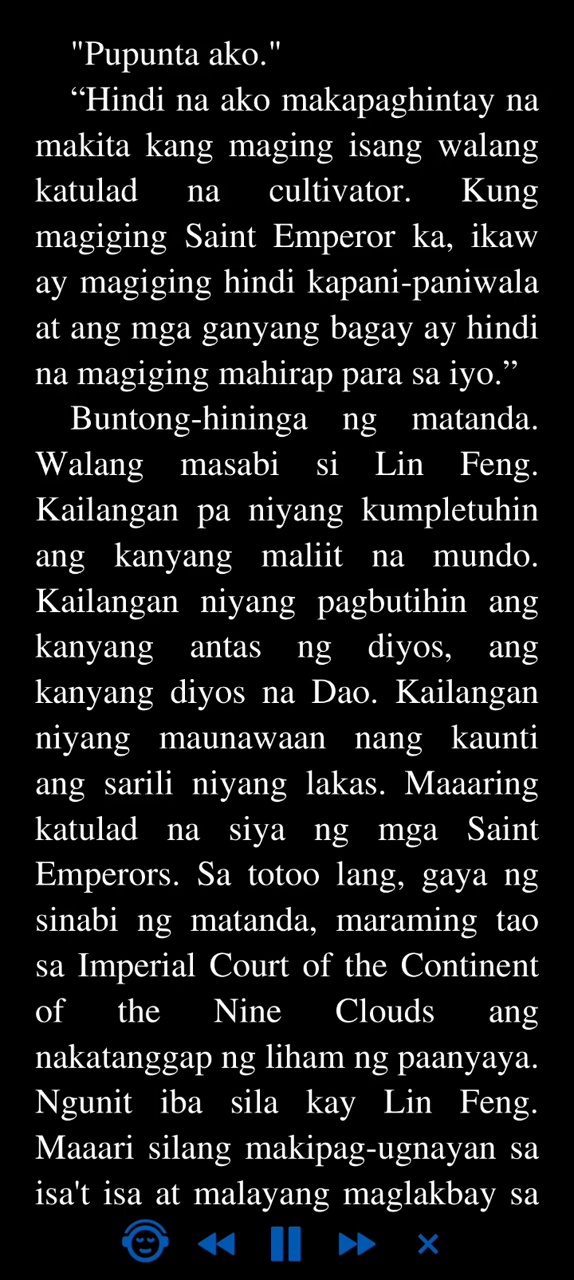 "Pupunta ako."
“Hindi na ako makapaghintay na
makita kang maging isang walang
katulad na cultivator. Kung
magiging Saint Emperor ka, ikaw
ay magiging hindi kapani-paniwala
at ang mga ganyang bagay ay hindi
na magiging mahirap para sa iyo.”
Buntong-hininga ng matanda.
Walang masabi si Lin Feng.
Kailangan pa niyang kumpletuhin
ang kanyang maliit na mundo.
Kailangan niyang pagbutihin ang
kanyang antas ng diyos, ang
kanyang diyos na Dao. Kailangan
niyang maunawaan nang kaunti
ang sarili niyang lakas. Maaaring
katulad na siya ng mga Saint
Emperors. Sa totoo lang, gaya ng
sinabi ng matanda, maraming tao
sa Imperial Court of the Continent
of the Nine Clouds ang
nakatanggap ng liham ng paanyaya.
Ngunit iba sila kay Lin Feng.
Maaari silang makipag-ugnayan sa
isa't isa at malayang maglakbay sa